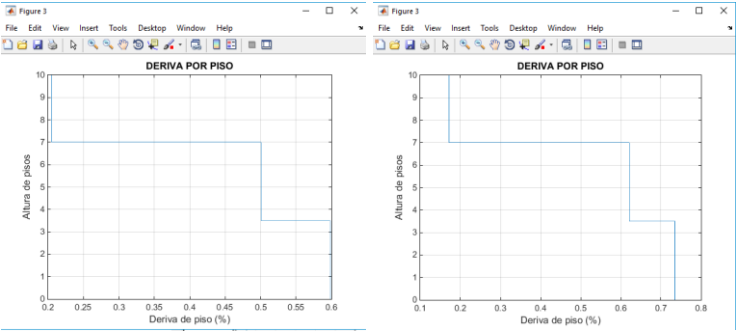 Figure 3
File Edit View Insert Tools Desktop Window Help
DERIVA POR PISO
10
9
8
7
6
5
4
3
2
1
0
Altura de pisos
0.2 0.25 0.3 0.35 0.4 0.45 0.5 0.55 0.6
Deriva de piso (%)
Figure 3
File Edit View Insert Tools Desktop Window Help
DERIVA POR PISO
10
9
8
7
6
5
4
3
2
1
0
Altura de pisos
0.1 0.2 0.3 0.4 0.5 0.6 0.7 0.8
Deriva de piso (%)